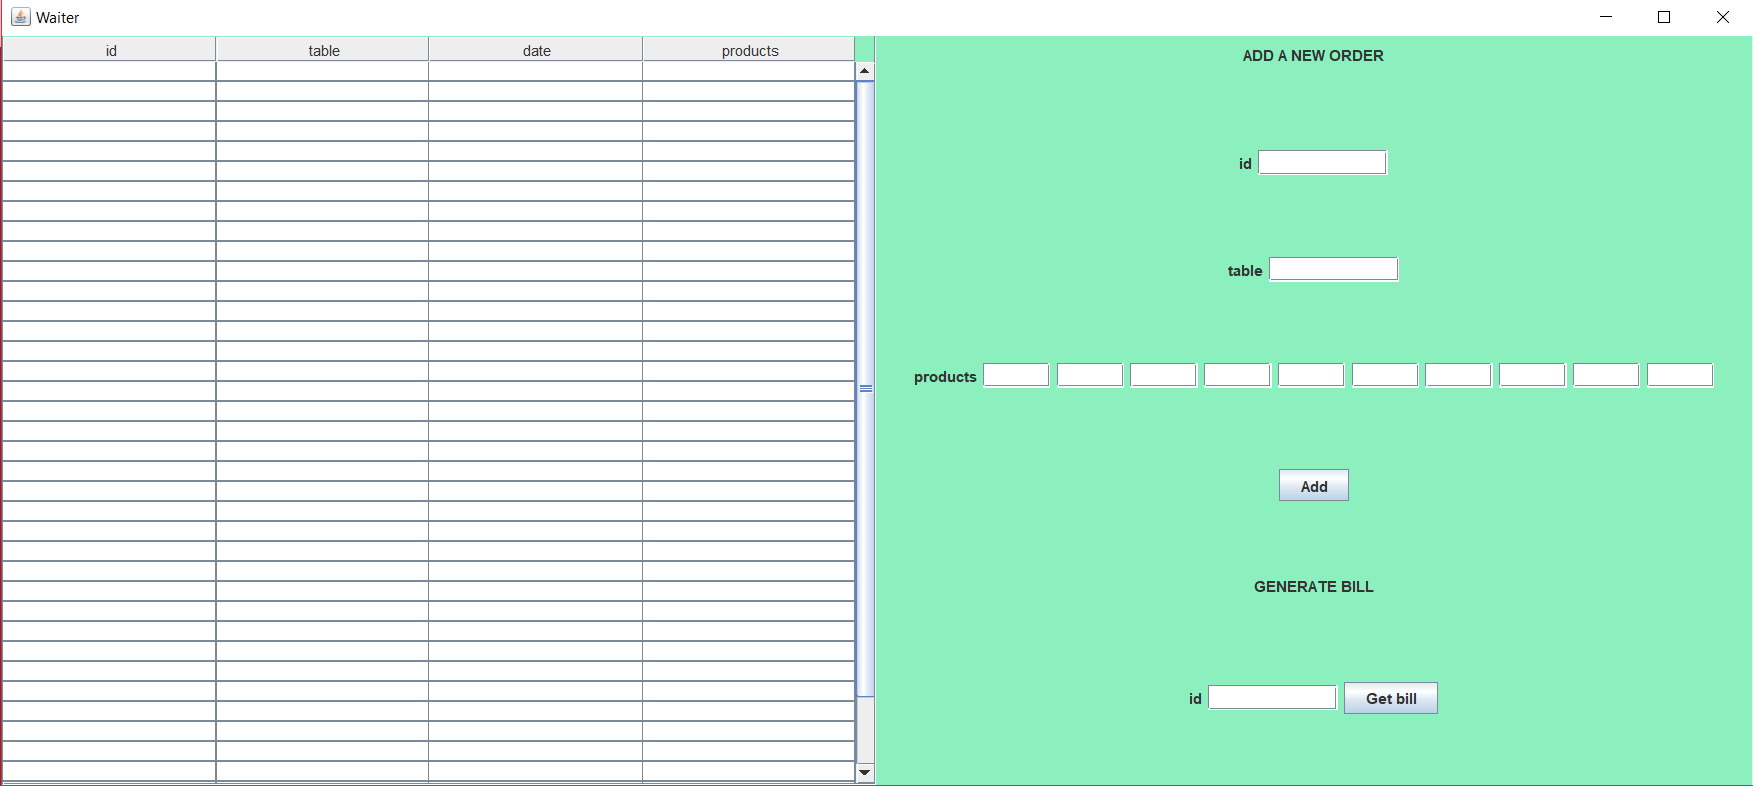 Waiter
id table date products
ADD A NEW ORDER
id
table
products
Add
GENERATE BILL
id Get bill